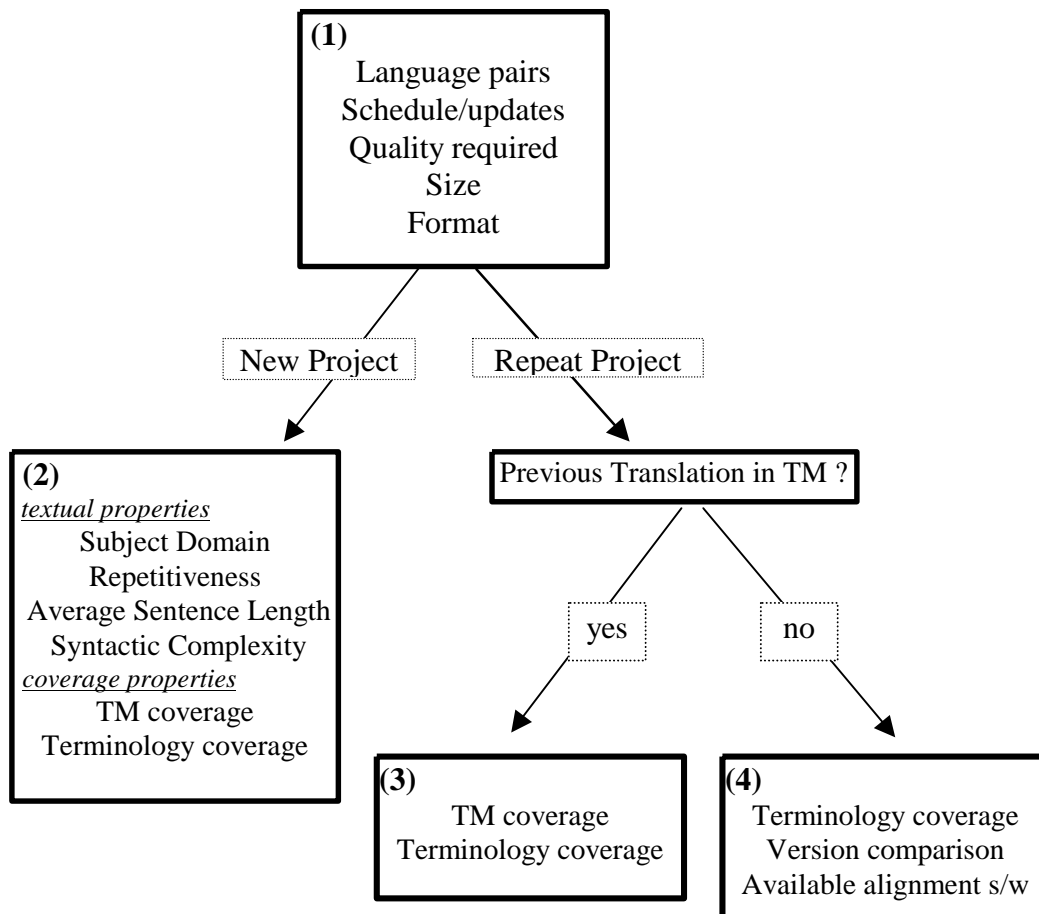 (1)
Language pairs
Schedule/updates
Quality required
Size
Format
New Project
Repeat Project
(2)
textual properties
Subject Domain
Repetitiveness
Average Sentence Length
Syntactic Complexity
coverage properties
TM coverage
Terminology coverage
Previous Translation in TM ?
yes
no
(3)
TM coverage
Terminology coverage
(4)
Terminology coverage
Version comparison
Available alignment s/w